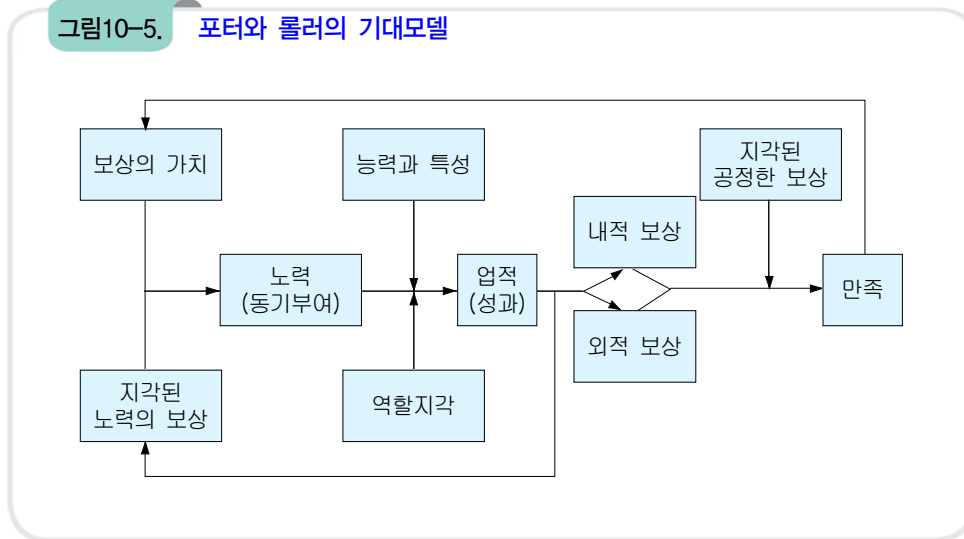 그림10-5. 포터와 롤러의 기대모델
보상의 가치
능력과 특성
지각된
공정한 보상
내적 보상
노력
(동기부여)
업적
(성과)
만족
외적 보상
지각된
노력의 보상
역할지각